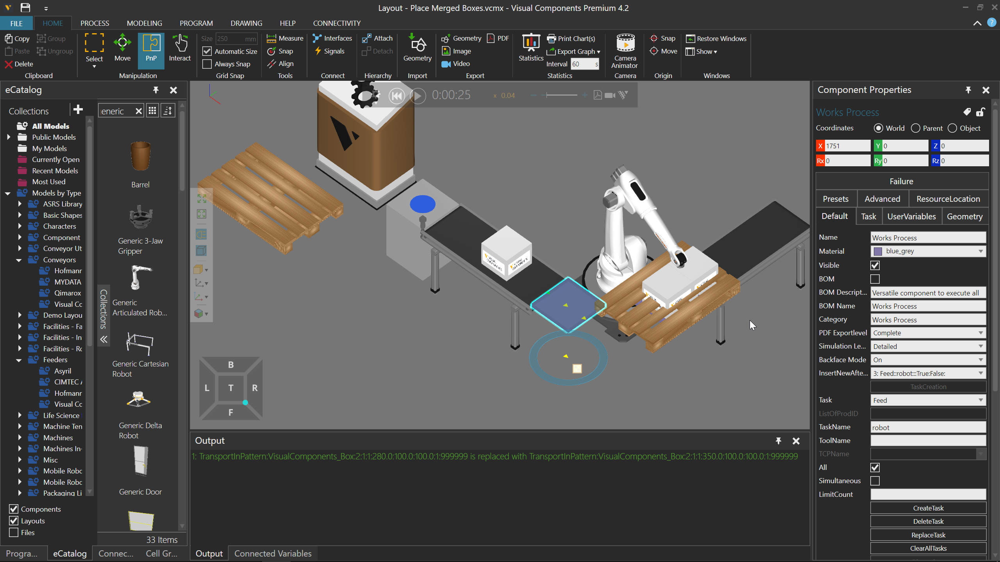 Layout - Place Merged Boxes.vcmx - Visual Components Premium 4.2
FILE
HOME
PROCESS
MODELING
PROGRAM
DRAWING
HELP
CONNECTIVITY
Copy
Paste
Delete
Group
Ungroup
Clipboard
Select
Move
PnP
Interact
Manipulation
Size 250 mm
Automatic Size
Always Snap
Grid Snap
Measure
Snap
Align
Tools
Interfaces
Signals
Connect
Attach
Detach
Hierarchy
Geometry
Import
Geometry
Image
Video
PDF
Export
Statistics
Print Chart(s)
Export Graph
Interval 60 s
Statistics
Camera
Animator
Camera
Snap
Move
Origin
Restore Windows
Show
Windows
eCatalog
Collections
All Models
Public Models
My Models
Currently Open
Recent Models
Most Used
Models by Type
ASRS Library
Basic Shapes
Characters
Component
Conveyor Ut
Conveyors
Hofmann
MYDATA
Qimarox
Visual Co
Demo Layou
Facilities - Fa
Facilities - In
Facilities - Ro
Feeders
Asyril
CIMTEC A
Hofmann
Visual Co
Life Science
Machine Ten
Machines
Machines In-
Misc
Mobile Robo
Mobile Robo
Packaging Li
Components
Layouts
Files
eneric
Barrel
Generic 3-Jaw
Gripper
Generic
Articulated Rob...
Generic Cartesian
Robot
Generic Delta
Robot
Generic Door
33 Items
Collections
Progra...
eCatalog
Connec...
Cell Gr...
0:00:25
x 0.04
VISUAL
COMPONENTS
VISUAL
COMPONENTS
B
L
T
R
F
Output
1: TransportInPattern:VisualComponents_Box:2:1:1:280.0:100.0:100.0:1:999999 is replaced with TransportInPattern:VisualComponents_Box:2:1:1:350.0:100.0:100.0:1:999999
Output
Connected Variables
Component Properties
Works Process
Coordinates
World
Parent
Object
X 1751
Y 0
Z 0
Rx 0
Ry 0
Rz 0
Failure
Presets
Advanced
ResourceLocation
Default
Task
UserVariables
Geometry
Name Works Process
Material blue_grey
Visible
BOM
BOM Descript... Versatile component to execute all
BOM Name Works Process
Category Works Process
PDF Exportlevel Complete
Simulation Le... Detailed
Backface Mode On
InsertNewAfte... 3: Feed::robot:::True:False:
TaskCreation
Task Feed
ListOfProdID
TaskName robot
ToolName
TCPName
All
Simultaneous
LimitCount
CreateTask
DeleteTask
ReplaceTask
ClearAllTasks